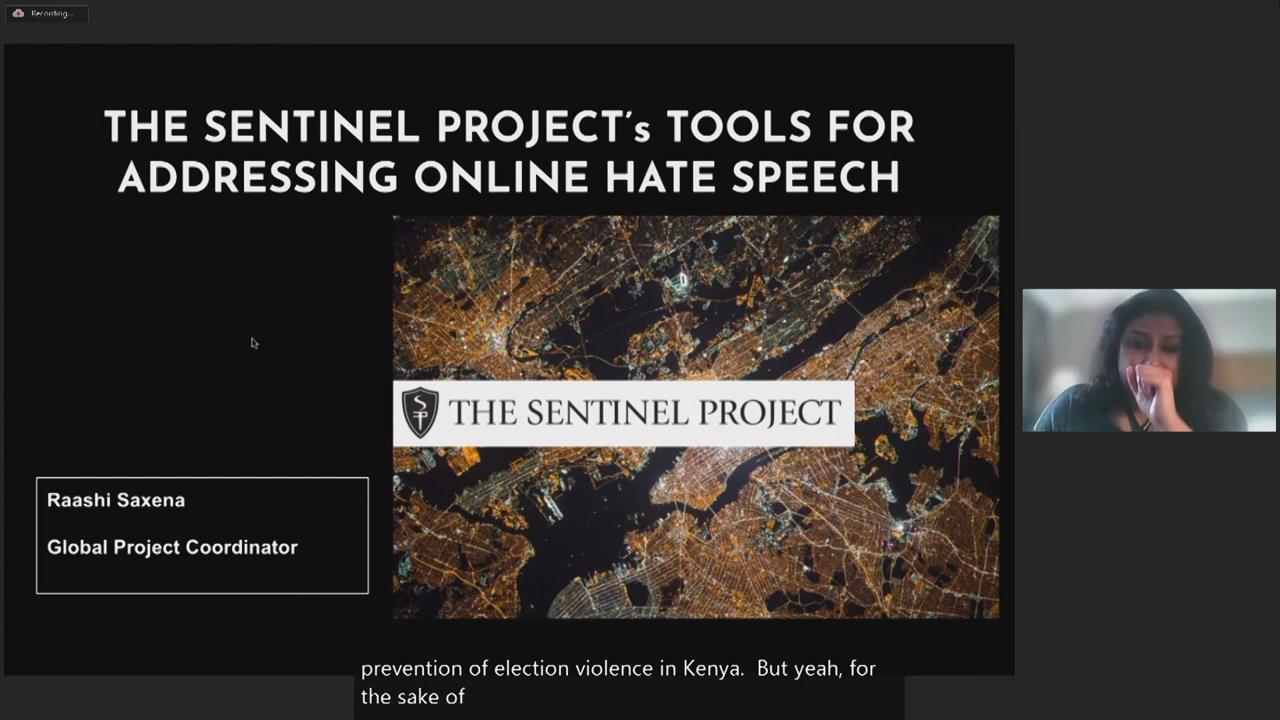 Recording...
THE SENTINEL PROJECT's TOOLS FOR
ADDRESSING ONLINE HATE SPEECH
THE SENTINEL PROJECT
Raashi Saxena
Global Project Coordinator
prevention of election violence in Kenya. But yeah, for
the sake of